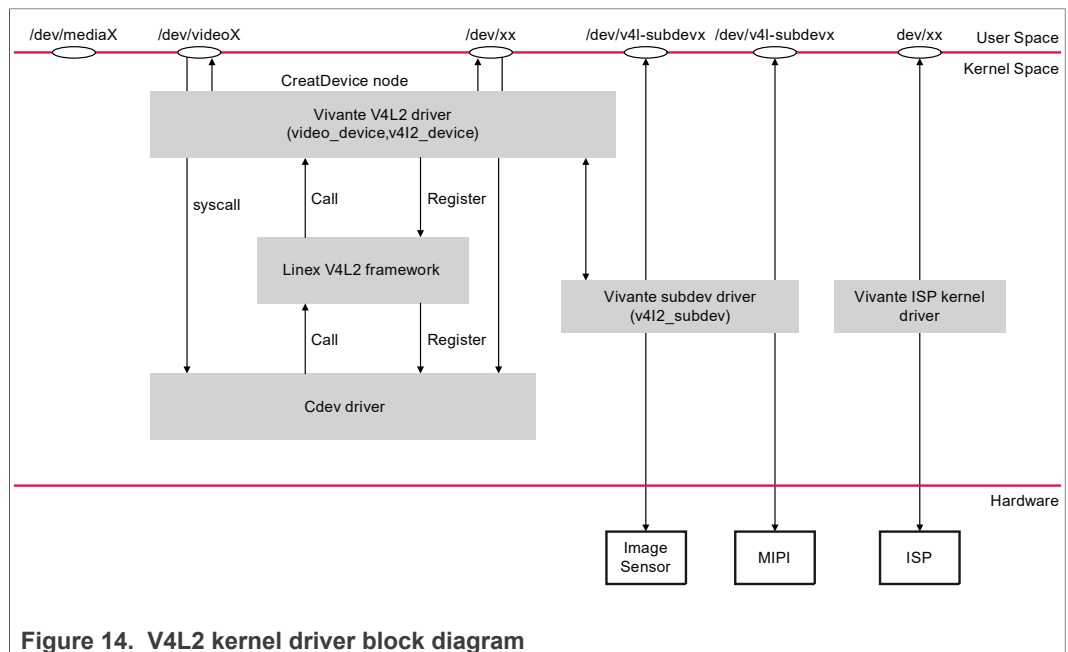 /dev/mediaX /dev/videoX /dev/xx /dev/v4l-subdevx /dev/v4l-subdevx dev/xx
User Space
Kernel Space
CreatDevice node
Vivante V4L2 driver
(video_device,v4I2_device)
syscall
Call
Register
Linex V4L2 framework
Vivante subdev driver
(v4I2_subdev)
Vivante ISP kernel
driver
Call
Register
Cdev driver
Hardware
Image
Sensor
MIPI
ISP
Figure 14. V4L2 kernel driver block diagram